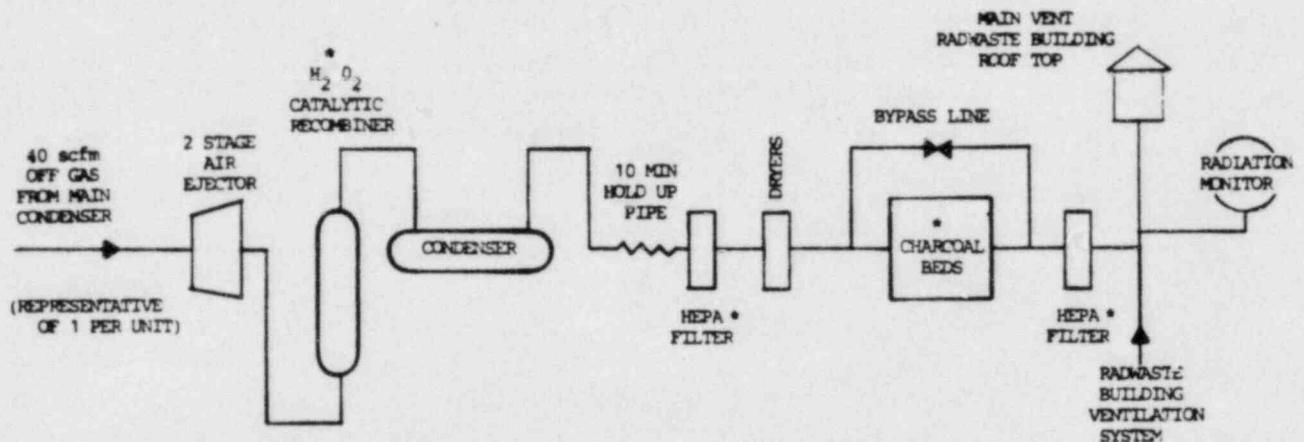 MAIN VENT
RADWASTE BUILDING
ROOF TOP
*
H2 O2
CATALYTIC
RECOMBINER
2 STAGE
AIR
EJECTOR
40 scfm
OFF GAS
FROM MAIN
CONDENSER
(REPRESENTATIVE
OF 1 PER UNIT)
CONDENSER
10 MIN
HOLD UP
PIPE
HEPA *
FILTER
DRYERS
BYPASS LINE
*
CHARCOAL
BEDS
HEPA *
FILTER
RADIATION
MONITOR
RADWASTE
BUILDING
VENTILATION
SYSTEM